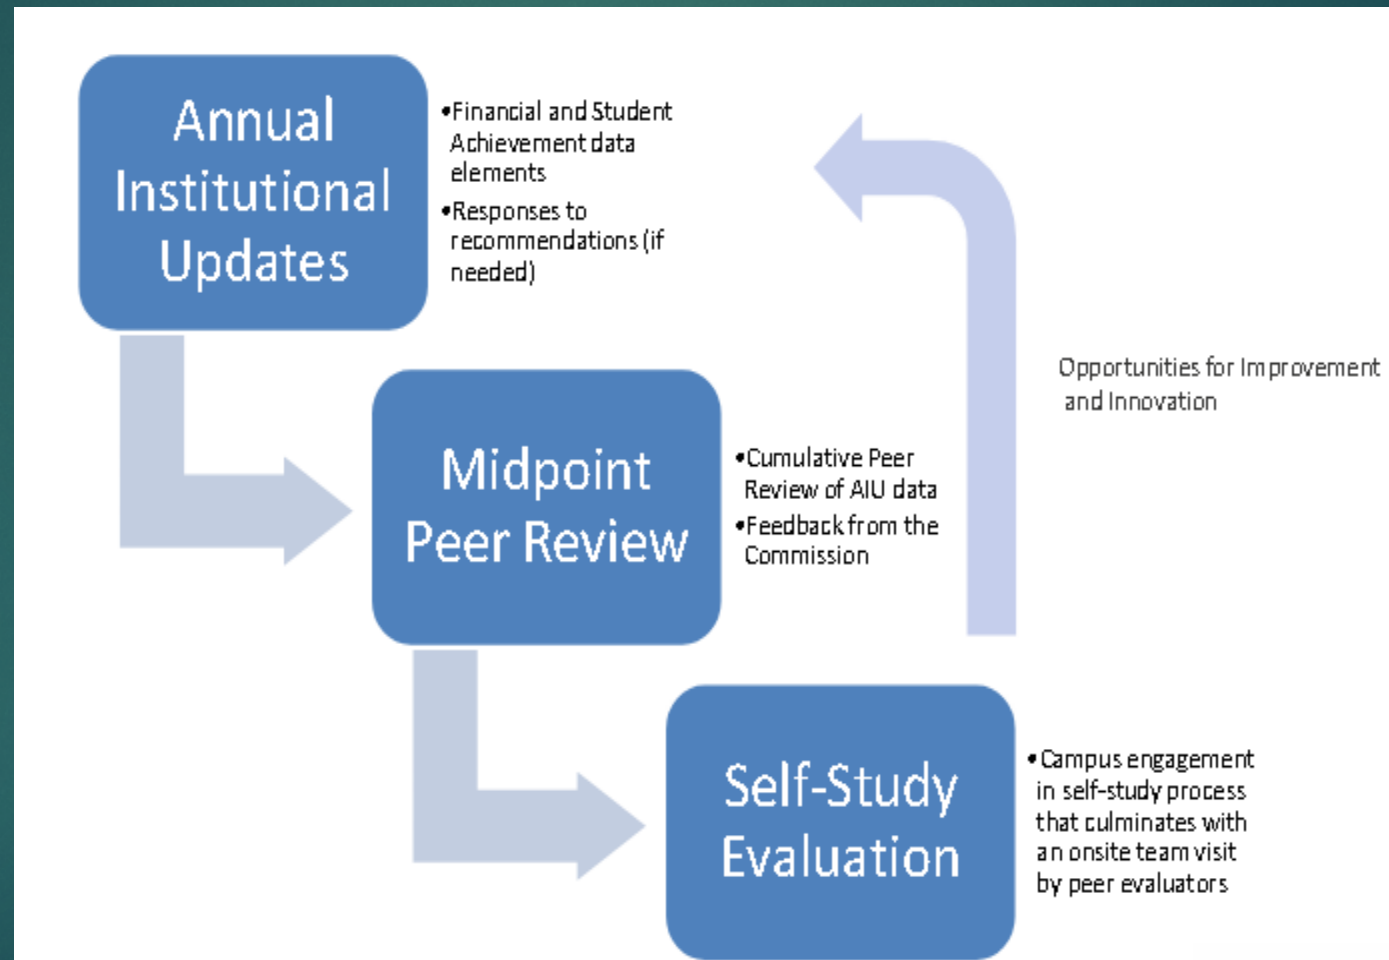 Annual
Institutional
Updates
•Financial and Student
Achievement data
elements
•Responses to
recommendations (if
needed)
Opportunities for Improvement
and Innovation
Midpoint
Peer Review
•Cumulative Peer
Review of AIU data
•Feedback from the
Commission
Self-Study
Evaluation
•Campus engagement
in self-study process
that culminates with
an onsite team visit
by peer evaluators